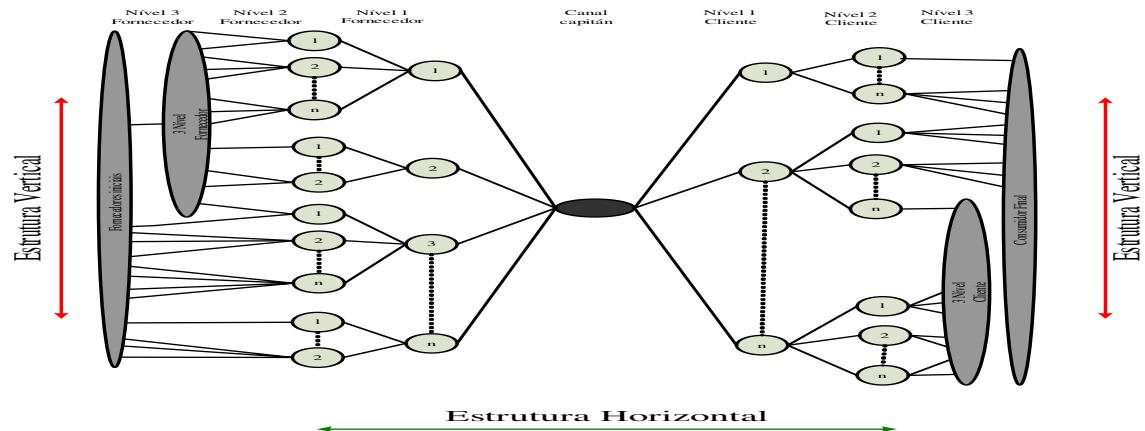 Nível 3
Fornecedor
Nível 2
Fornecedor
Nível 1
Fornecedor
Canal
capitán
Nível 1
Cliente
Nível 2
Cliente
Nível 3
Cliente
Estrutura Vertical
Fornecedores iniciais
3 Nível
Fornecedor
1
2
n
1
2
1
2
n
1
2
1
2
3
n
1
2
n
1
n
1
2
n
1
2
n
3 Nível
Cliente
Consumidor Final
Estrutura Vertical
Estrutura Horizontal